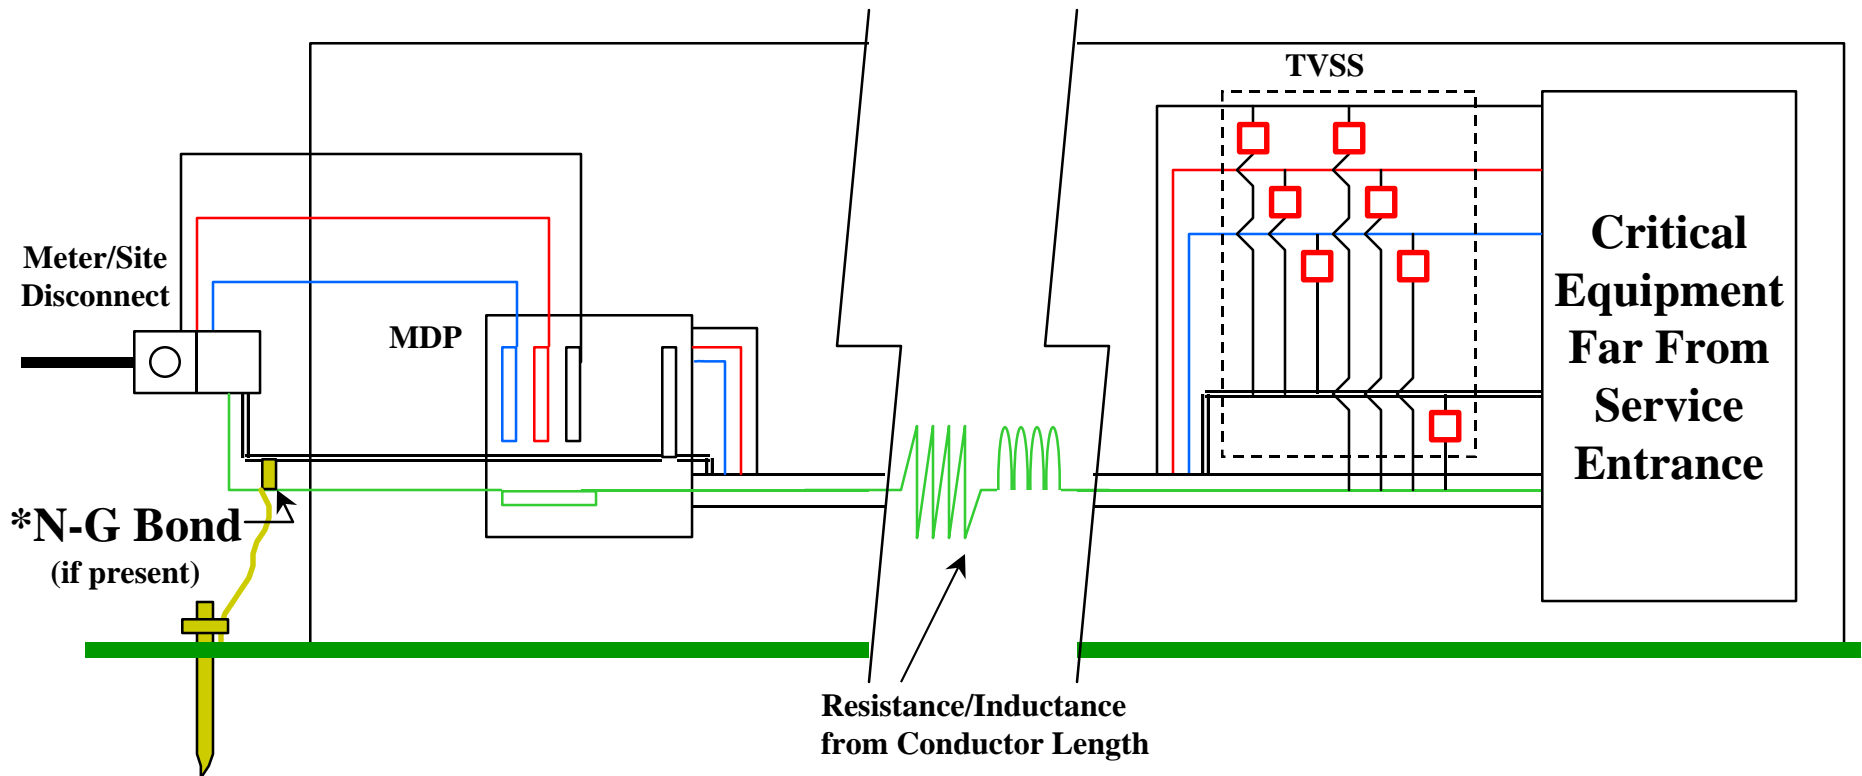 TVSS
Meter/Site
Disconnect
MDP
Critical
Equipment
Far From
Service
Entrance
*N-G Bond
(if present)
Resistance/Inductance
from Conductor Length